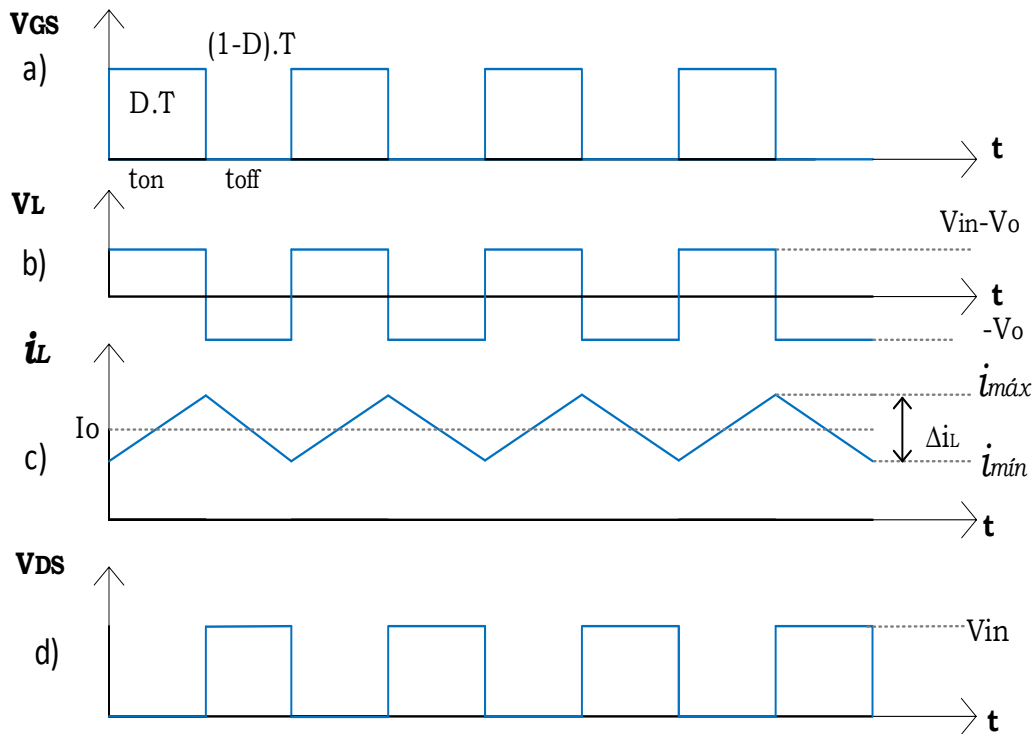 VGS
(1-D).T
a)
D.T
t
ton
toff
VL
Vin-Vo
b)
t
-Vo
iL
imáx
Io
ΔiL
c)
imín
t
VDS
Vin
d)
t